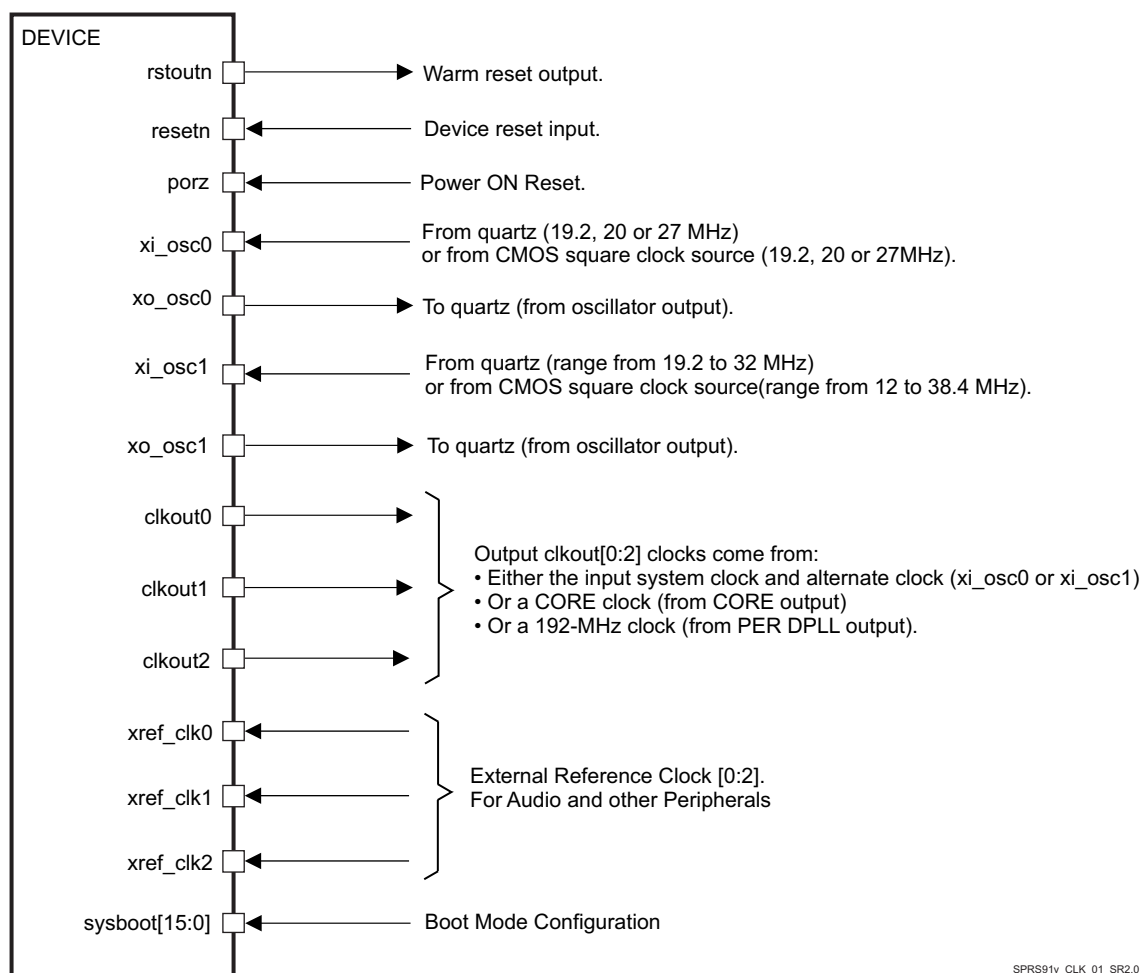 DEVICE
rstoutn
Warm reset output.
resetn
Device reset input.
porz
Power ON Reset.
xi_osc0
From quartz (19.2, 20 or 27 MHz)
or from CMOS square clock source (19.2, 20 or 27MHz).
xo_osc0
To quartz (from oscillator output).
xi_osc1
From quartz (range from 19.2 to 32 MHz)
or from CMOS square clock source(range from 12 to 38.4 MHz).
xo_osc1
To quartz (from oscillator output).
clkout0
clkout1
clkout2
Output clkout[0:2] clocks come from:
• Either the input system clock and alternate clock (xi_osc0 or xi_osc1)
• Or a CORE clock (from CORE output)
• Or a 192-MHz clock (from PER DPLL output).
xref_clk0
xref_clk1
xref_clk2
External Reference Clock [0:2].
For Audio and other Peripherals
sysboot[15:0]
Boot Mode Configuration
SPRS91v_CLK_01_SR2.0